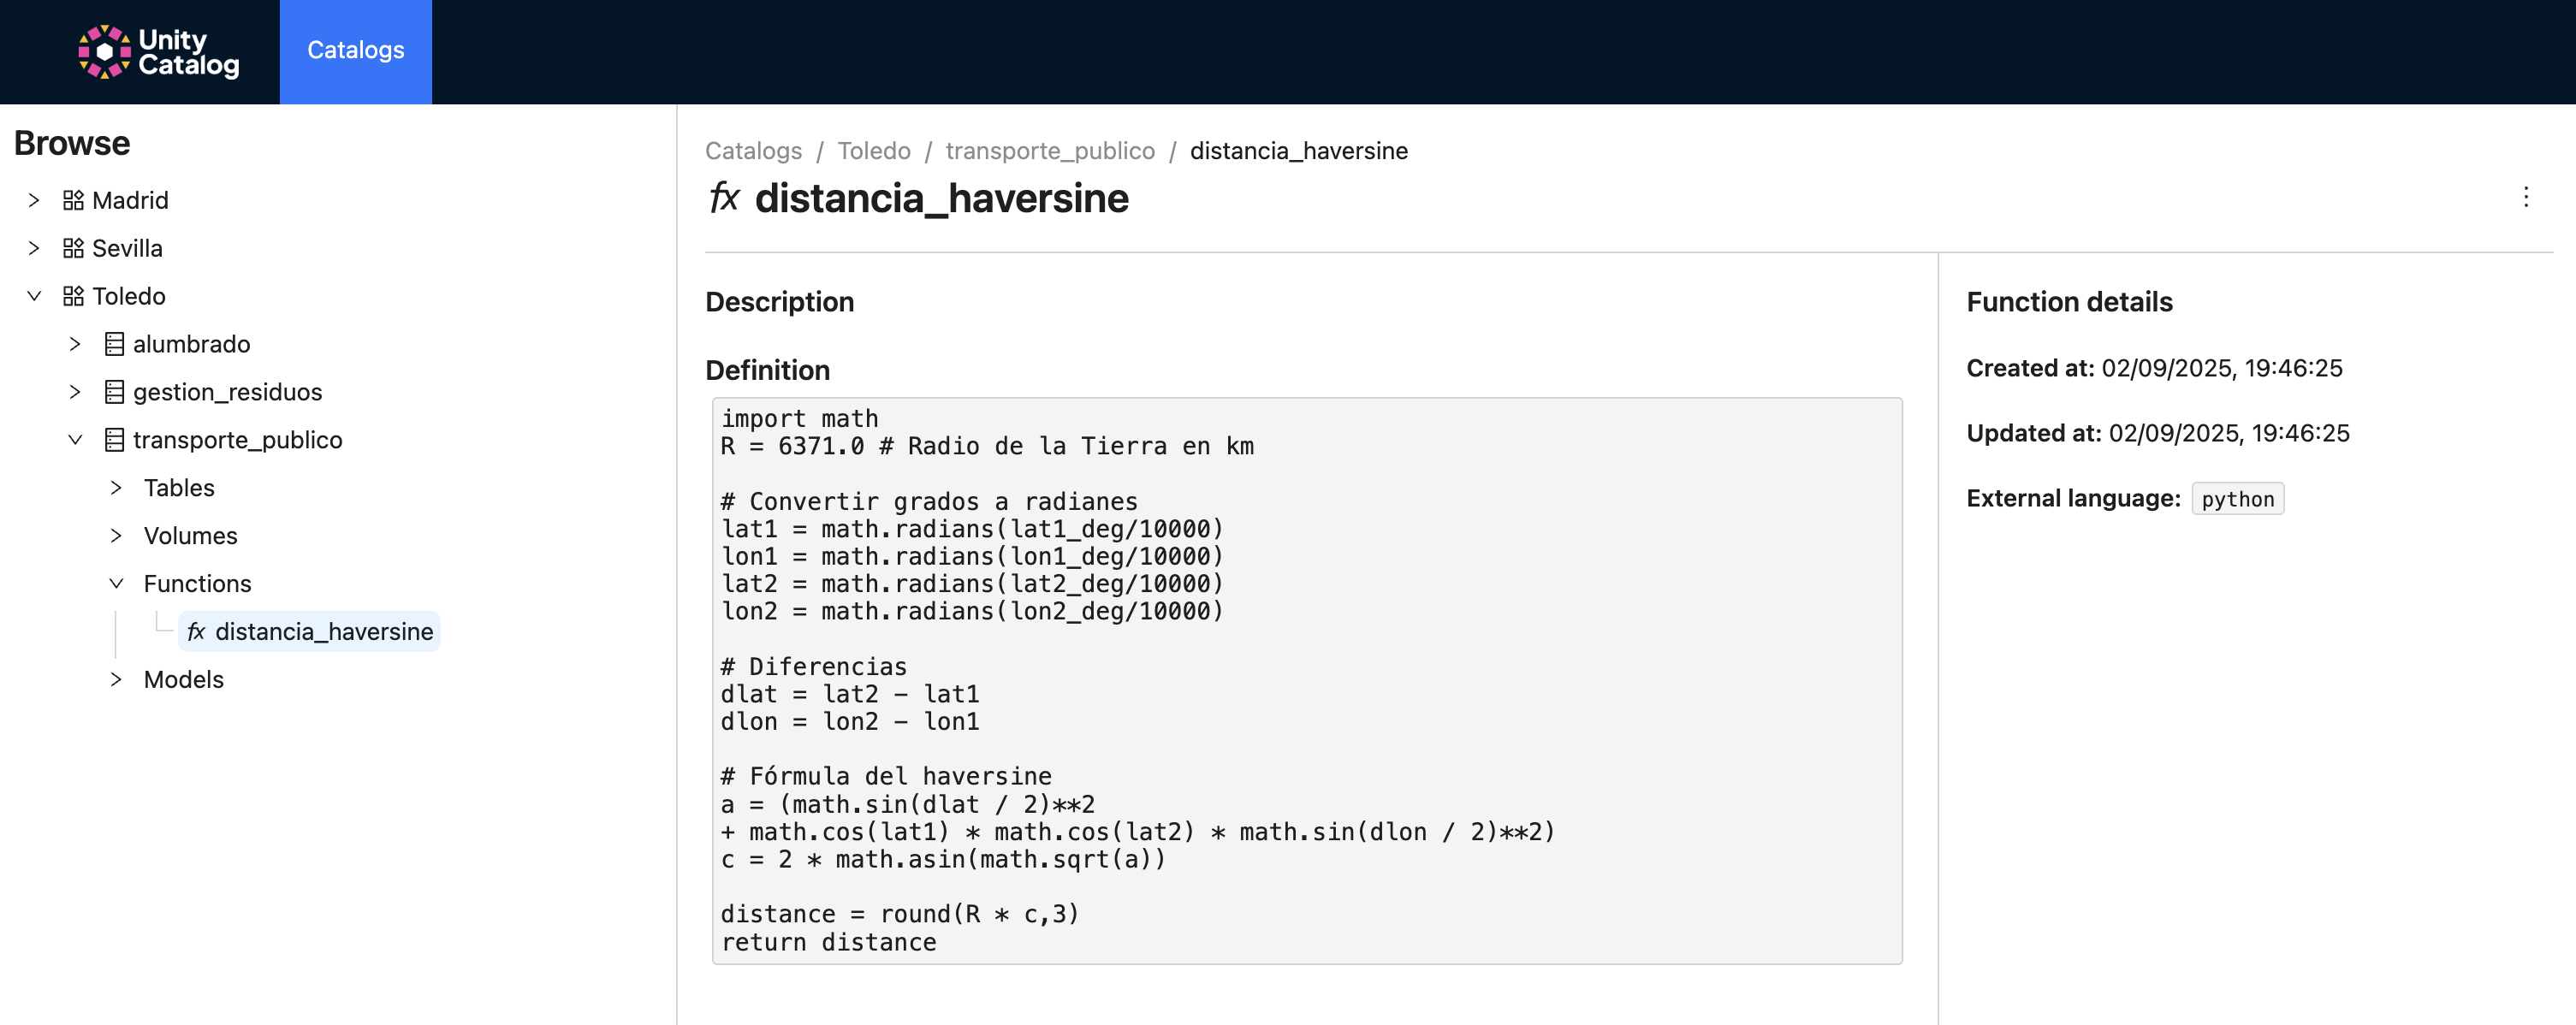 Unity
Catalog
Catalogs
Browse
Madrid
Sevilla
Toledo
alumbrado
gestion_residuos
transporte_publico
Tables
Volumes
Functions
fx distancia_haversine
Models
Catalogs / Toledo / transporte_publico / distancia_haversine
fx distancia_haversine
Description
Definition
import math
R = 6371.0 # Radio de la Tierra en km
# Convertir grados a radianes
lat1 = math.radians(lat1_deg/10000)
lon1 = math.radians(lon1_deg/10000)
lat2 = math.radians(lat2_deg/10000)
lon2 = math.radians(lon2_deg/10000)
# Diferencias
dlat = lat2 - lat1
dlon = lon2 - lon1
# Fórmula del haversine
a = (math.sin(dlat / 2)**2
+ math.cos(lat1) * math.cos(lat2) * math.sin(dlon / 2)**2)
c = 2 * math.asin(math.sqrt(a))
distance = round(R * c,3)
return distance
Function details
Created at: 02/09/2025, 19:46:25
Updated at: 02/09/2025, 19:46:25
External language: python